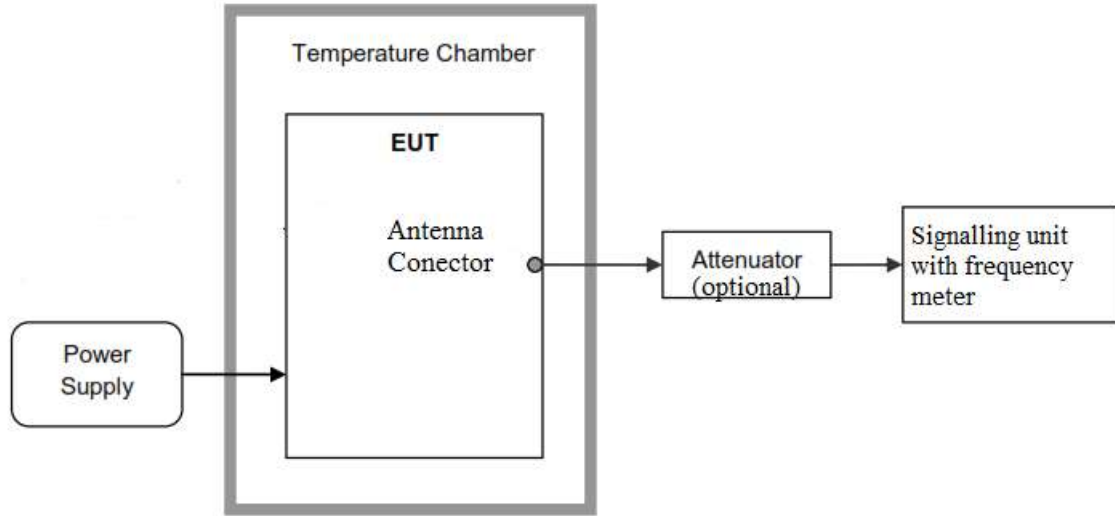 Temperature Chamber
EUT
Antenna
Conector
Attenuator
(optional)
Signalling unit
with frequency
meter
Power
Supply